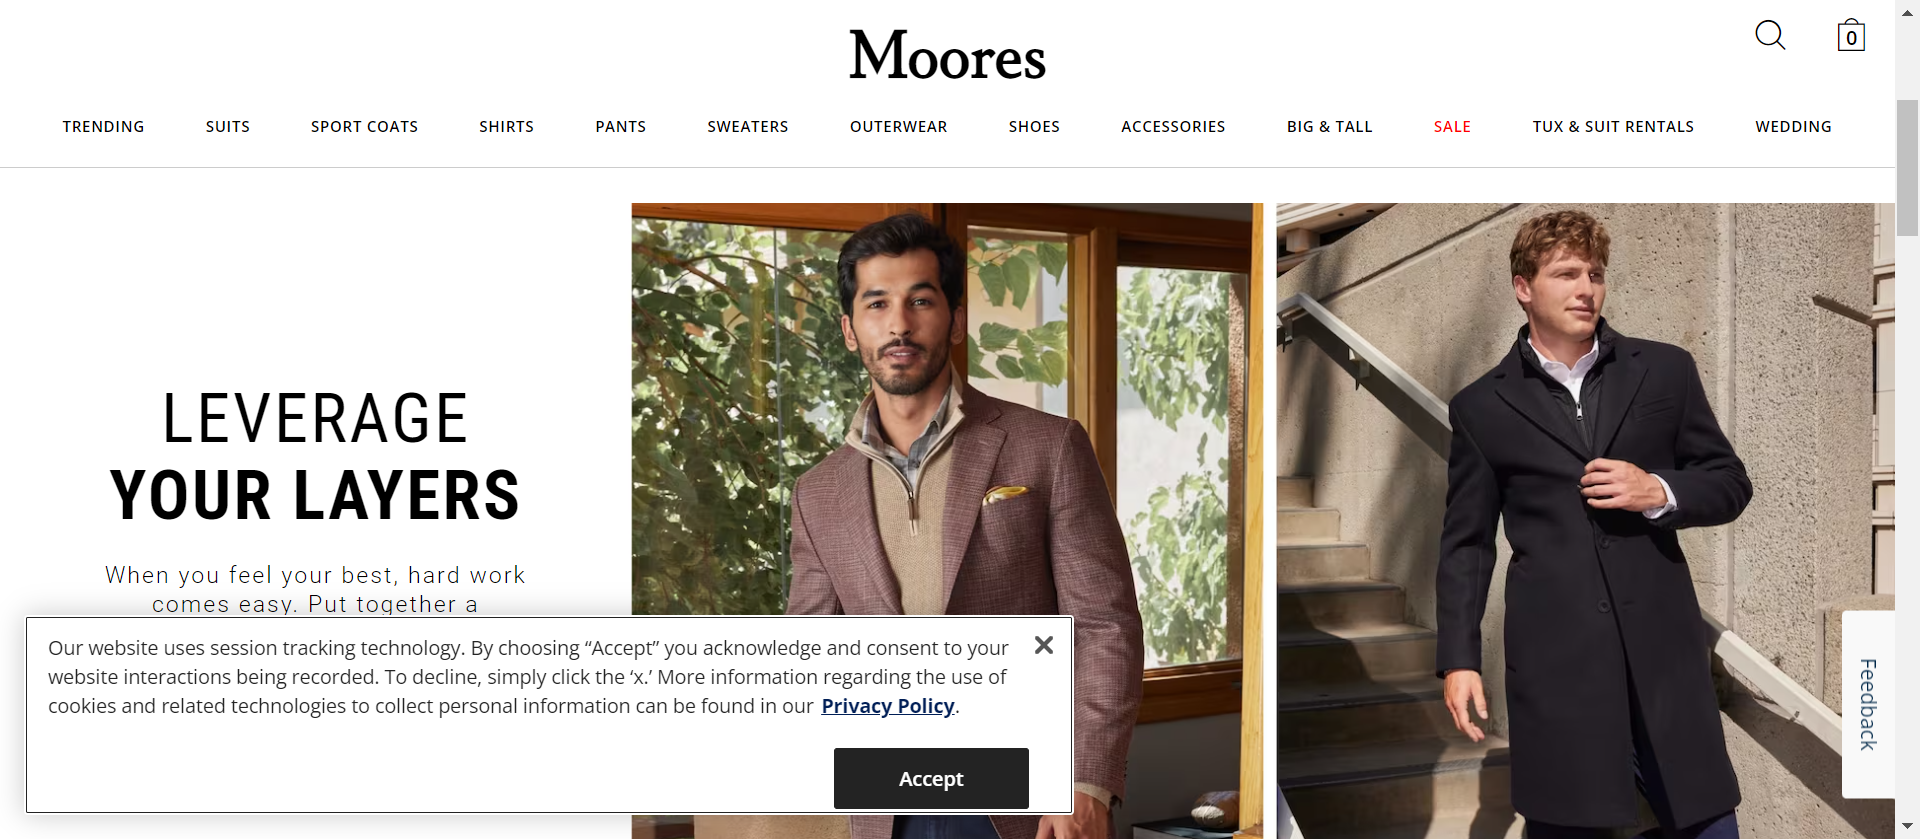 Moores
0
TRENDING
SUITS
SPORT COATS
SHIRTS
PANTS
SWEATERS
OUTERWEAR
SHOES
ACCESSORIES
BIG & TALL
SALE
TUX & SUIT RENTALS
WEDDING
LEVERAGE
YOUR LAYERS
When you feel your best, hard work
comes easy. Put together a
Our website uses session tracking technology. By choosing “Accept” you acknowledge and consent to your
website interactions being recorded. To decline, simply click the ‘x.’ More information regarding the use of
cookies and related technologies to collect personal information can be found in our Privacy Policy.
Accept
Feedback